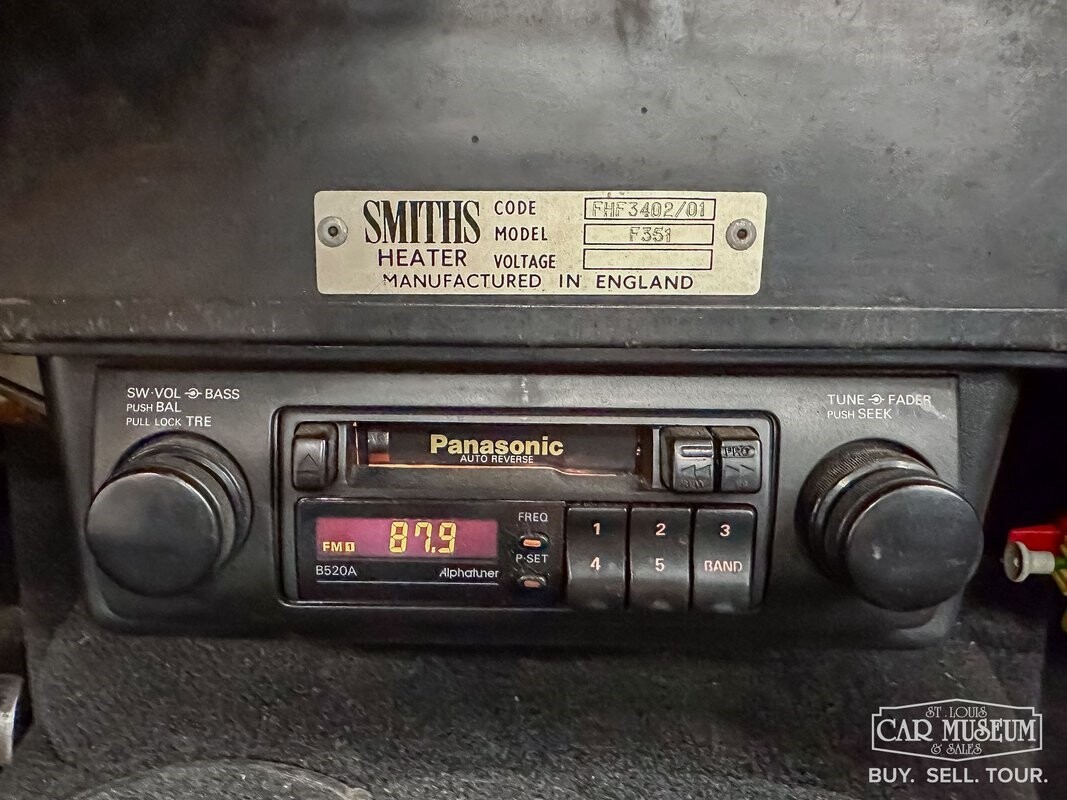 SMITHS
HEATER
CODE FHF3402/01
MODEL F351
VOLTAGE
MANUFACTURED IN ENGLAND
SW·VOL BASS
PUSH BAL
PULL LOCK TRE
TUNE FADER
PUSH SEEK
Panasonic
AUTO REVERSE
PRO
FM1 87.9
B520A Alphatuner
FREQ
P·SET
1 2 3
4 5 BAND
ST. LOUIS
CAR MUSEUM
& SALES
BUY. SELL. TOUR.